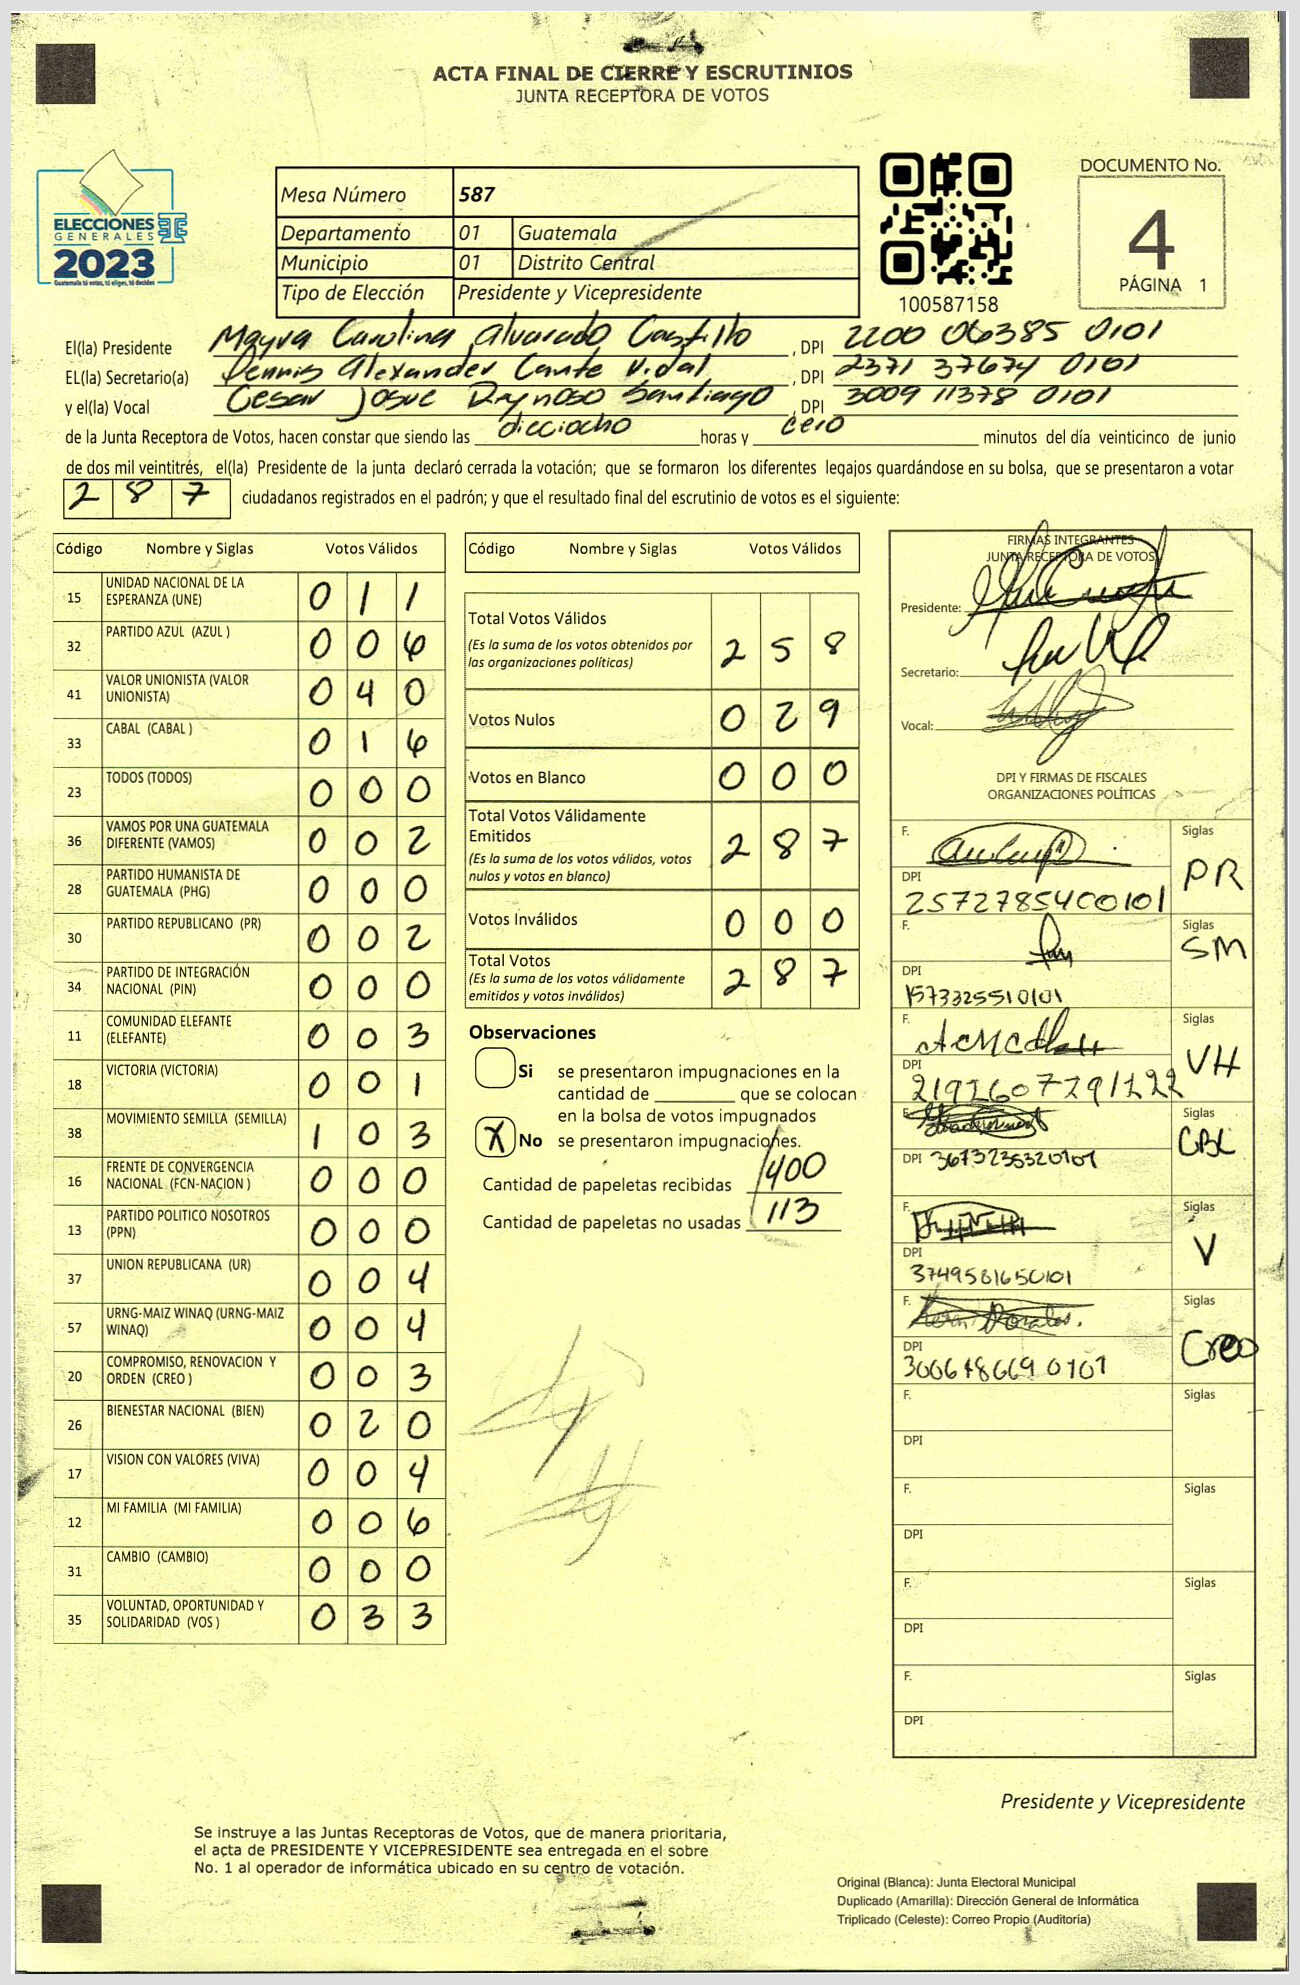 ACTA FINAL DE CIERRE Y ESCRUTINIOS
JUNTA RECEPTORA DE VOTOS
ELECCIONES
GENERALES
2023
Guatemala tú votas, tú eliges, tú decides
Mesa Número 587
Departamento 01 Guatemala
Municipio 01 Distrito Central
Tipo de Elección Presidente y Vicepresidente
100587158
DOCUMENTO No.
4
PÁGINA 1
El(la) Presidente Mayra Carolina Alvarado Castillo , DPI 2200 06385 0101
EL(la) Secretario(a) Dennis Alexander Cante Vidal , DPI 2371 37674 0101
y el(la) Vocal Cesar Josue Reynoso Santiago , DPI 3009 11378 0101
de la Junta Receptora de Votos, hacen constar que siendo las dieciocho horas y cero minutos del día veinticinco de junio
de dos mil veintitrés, el(la) Presidente de la junta declaró cerrada la votación; que se formaron los diferentes legajos guardándose en su bolsa, que se presentaron a votar
2 8 7 ciudadanos registrados en el padrón; y que el resultado final del escrutinio de votos es el siguiente:
Código Nombre y Siglas Votos Válidos
15 UNIDAD NACIONAL DE LA ESPERANZA (UNE) 0 1 1
32 PARTIDO AZUL (AZUL ) 0 0 6
41 VALOR UNIONISTA (VALOR UNIONISTA) 0 4 0
33 CABAL (CABAL ) 0 1 6
23 TODOS (TODOS) 0 0 0
36 VAMOS POR UNA GUATEMALA DIFERENTE (VAMOS) 0 0 2
28 PARTIDO HUMANISTA DE GUATEMALA (PHG) 0 0 0
30 PARTIDO REPUBLICANO (PR) 0 0 2
34 PARTIDO DE INTEGRACIÓN NACIONAL (PIN) 0 0 0
11 COMUNIDAD ELEFANTE (ELEFANTE) 0 0 3
18 VICTORIA (VICTORIA) 0 0 1
38 MOVIMIENTO SEMILLA (SEMILLA) 1 0 3
16 FRENTE DE CONVERGENCIA NACIONAL (FCN-NACION ) 0 0 0
13 PARTIDO POLITICO NOSOTROS (PPN) 0 0 0
37 UNION REPUBLICANA (UR) 0 0 4
57 URNG-MAIZ WINAQ (URNG-MAIZ WINAQ) 0 0 4
20 COMPROMISO, RENOVACION Y ORDEN (CREO ) 0 0 3
26 BIENESTAR NACIONAL (BIEN) 0 2 0
17 VISION CON VALORES (VIVA) 0 0 4
12 MI FAMILIA (MI FAMILIA) 0 0 6
31 CAMBIO (CAMBIO) 0 0 0
35 VOLUNTAD, OPORTUNIDAD Y SOLIDARIDAD (VOS ) 0 3 3
Código Nombre y Siglas Votos Válidos
Total Votos Válidos
(Es la suma de los votos obtenidos por las organizaciones políticas) 2 5 8
Votos Nulos 0 2 9
Votos en Blanco 0 0 0
Total Votos Válidamente Emitidos
(Es la suma de los votos válidos, votos nulos y votos en blanco) 2 8 7
Votos Inválidos 0 0 0
Total Votos
(Es la suma de los votos válidamente emitidos y votos inválidos) 2 8 7
Observaciones
Si se presentaron impugnaciones en la
cantidad de ________ que se colocan
en la bolsa de votos impugnados
X No se presentaron impugnaciones.
Cantidad de papeletas recibidas 400
Cantidad de papeletas no usadas 113
FIRMAS INTEGRANTES
JUNTA RECEPTORA DE VOTOS
Presidente:
Secretario:
Vocal:
DPI Y FIRMAS DE FISCALES
ORGANIZACIONES POLÍTICAS
F. Siglas PR
DPI 2572785400101
F. Siglas SM
DPI 1573325510101
F. Siglas VH
DPI 2192607291222
F. Siglas CBL
DPI 3673235320101
F. Siglas V
DPI 3749581650101
F. Siglas Creo
DPI 3006486690101
F. Siglas
DPI
F. Siglas
DPI
F. Siglas
DPI
F. Siglas
DPI
Presidente y Vicepresidente
Se instruye a las Juntas Receptoras de Votos, que de manera prioritaria,
el acta de PRESIDENTE Y VICEPRESIDENTE sea entregada en el sobre
No. 1 al operador de informática ubicado en su centro de votación.
Original (Blanca): Junta Electoral Municipal
Duplicado (Amarilla): Dirección General de Informática
Triplicado (Celeste): Correo Propio (Auditoría)